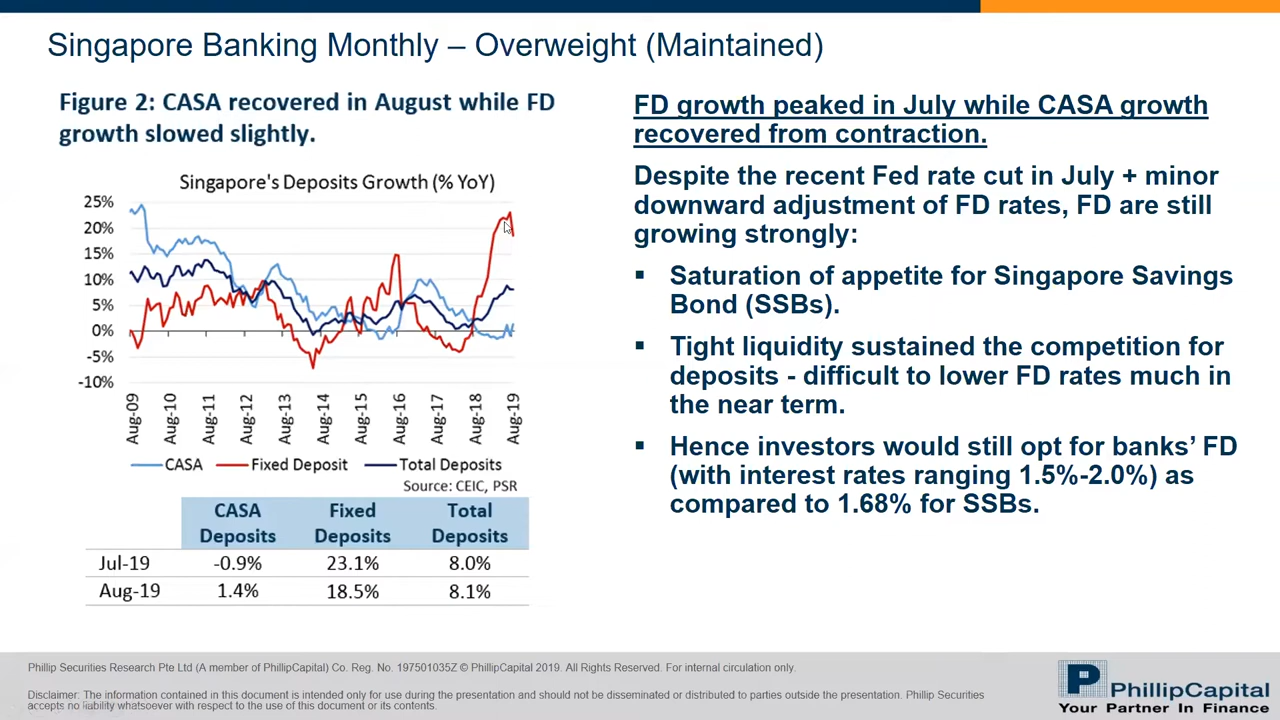 Singapore Banking Monthly – Overweight (Maintained)
Figure 2: CASA recovered in August while FD
growth slowed slightly.
Singapore's Deposits Growth (% YoY)
25%
20%
15%
10%
5%
0%
-5%
-10%
Aug-09
Aug-10
Aug-11
Aug-12
Aug-13
Aug-14
Aug-15
Aug-16
Aug-17
Aug-18
Aug-19
CASA Fixed Deposit Total Deposits
Source: CEIC, PSR
CASA Fixed Total
Deposits Deposits Deposits
Jul-19 -0.9% 23.1% 8.0%
Aug-19 1.4% 18.5% 8.1%
FD growth peaked in July while CASA growth
recovered from contraction.
Despite the recent Fed rate cut in July + minor
downward adjustment of FD rates, FD are still
growing strongly:
▪ Saturation of appetite for Singapore Savings
Bond (SSBs).
▪ Tight liquidity sustained the competition for
deposits - difficult to lower FD rates much in
the near term.
▪ Hence investors would still opt for banks’ FD
(with interest rates ranging 1.5%-2.0%) as
compared to 1.68% for SSBs.
Phillip Securities Research Pte Ltd (A member of PhillipCapital) Co. Reg. No. 197501035Z © PhillipCapital 2019. All Rights Reserved. For internal circulation only.
Disclaimer: The information contained in this document is intended only for use during the presentation and should not be disseminated or distributed to parties outside the presentation. Phillip Securities
accepts no liability whatsoever with respect to the use of this document or its contents.
P
PhillipCapital
Your Partner In Finance